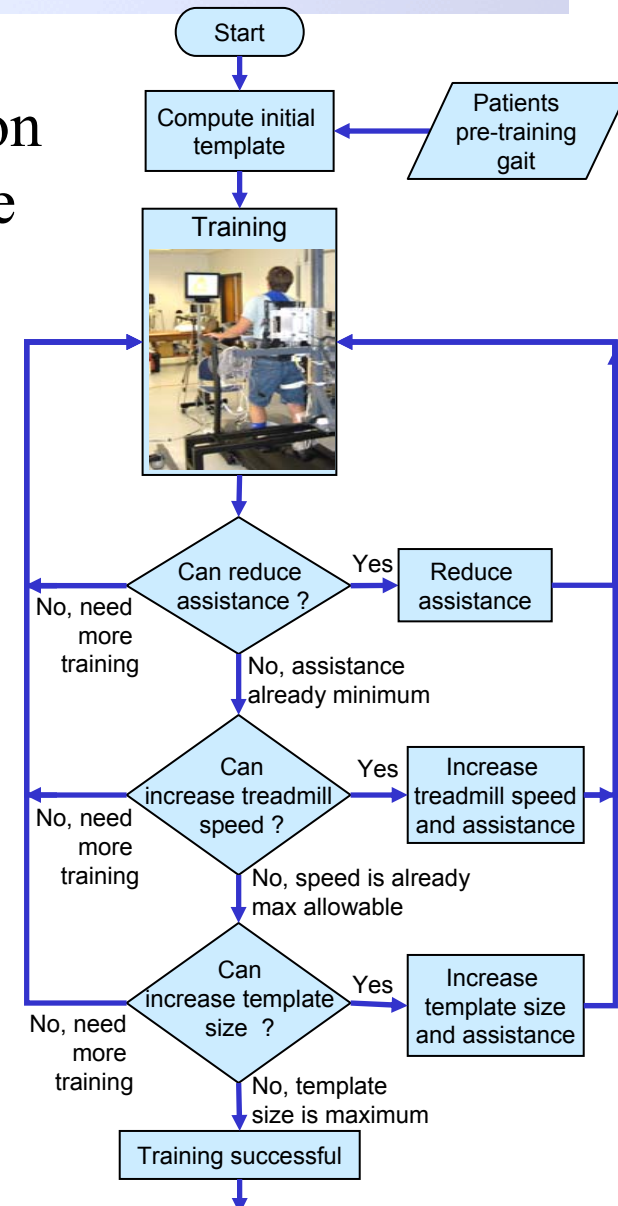 Start
on
e
Compute initial
template
Patients
pre-training
gait
Training
Can reduce
assistance ?
Yes
Reduce
assistance
No, need
more
training
No, assistance
already minimum
Can
increase treadmill
speed ?
Yes
Increase
treadmill speed
and assistance
No, need
more
training
No, speed is already
max allowable
Can
increase template
size ?
Yes
Increase
template size
and assistance
No, need
more
training
No, template
size is maximum
Training successful